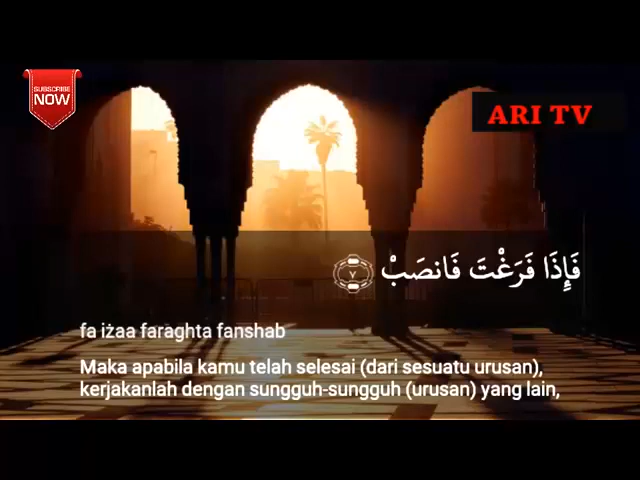 SUBSCRIBE
NOW
ARI TV
فَإِذَا فَرَغْتَ فَانصَبْ ۝٧
fa iżaa faraghta fanshab
Maka apabila kamu telah selesai (dari sesuatu urusan),
kerjakanlah dengan sungguh-sungguh (urusan) yang lain,